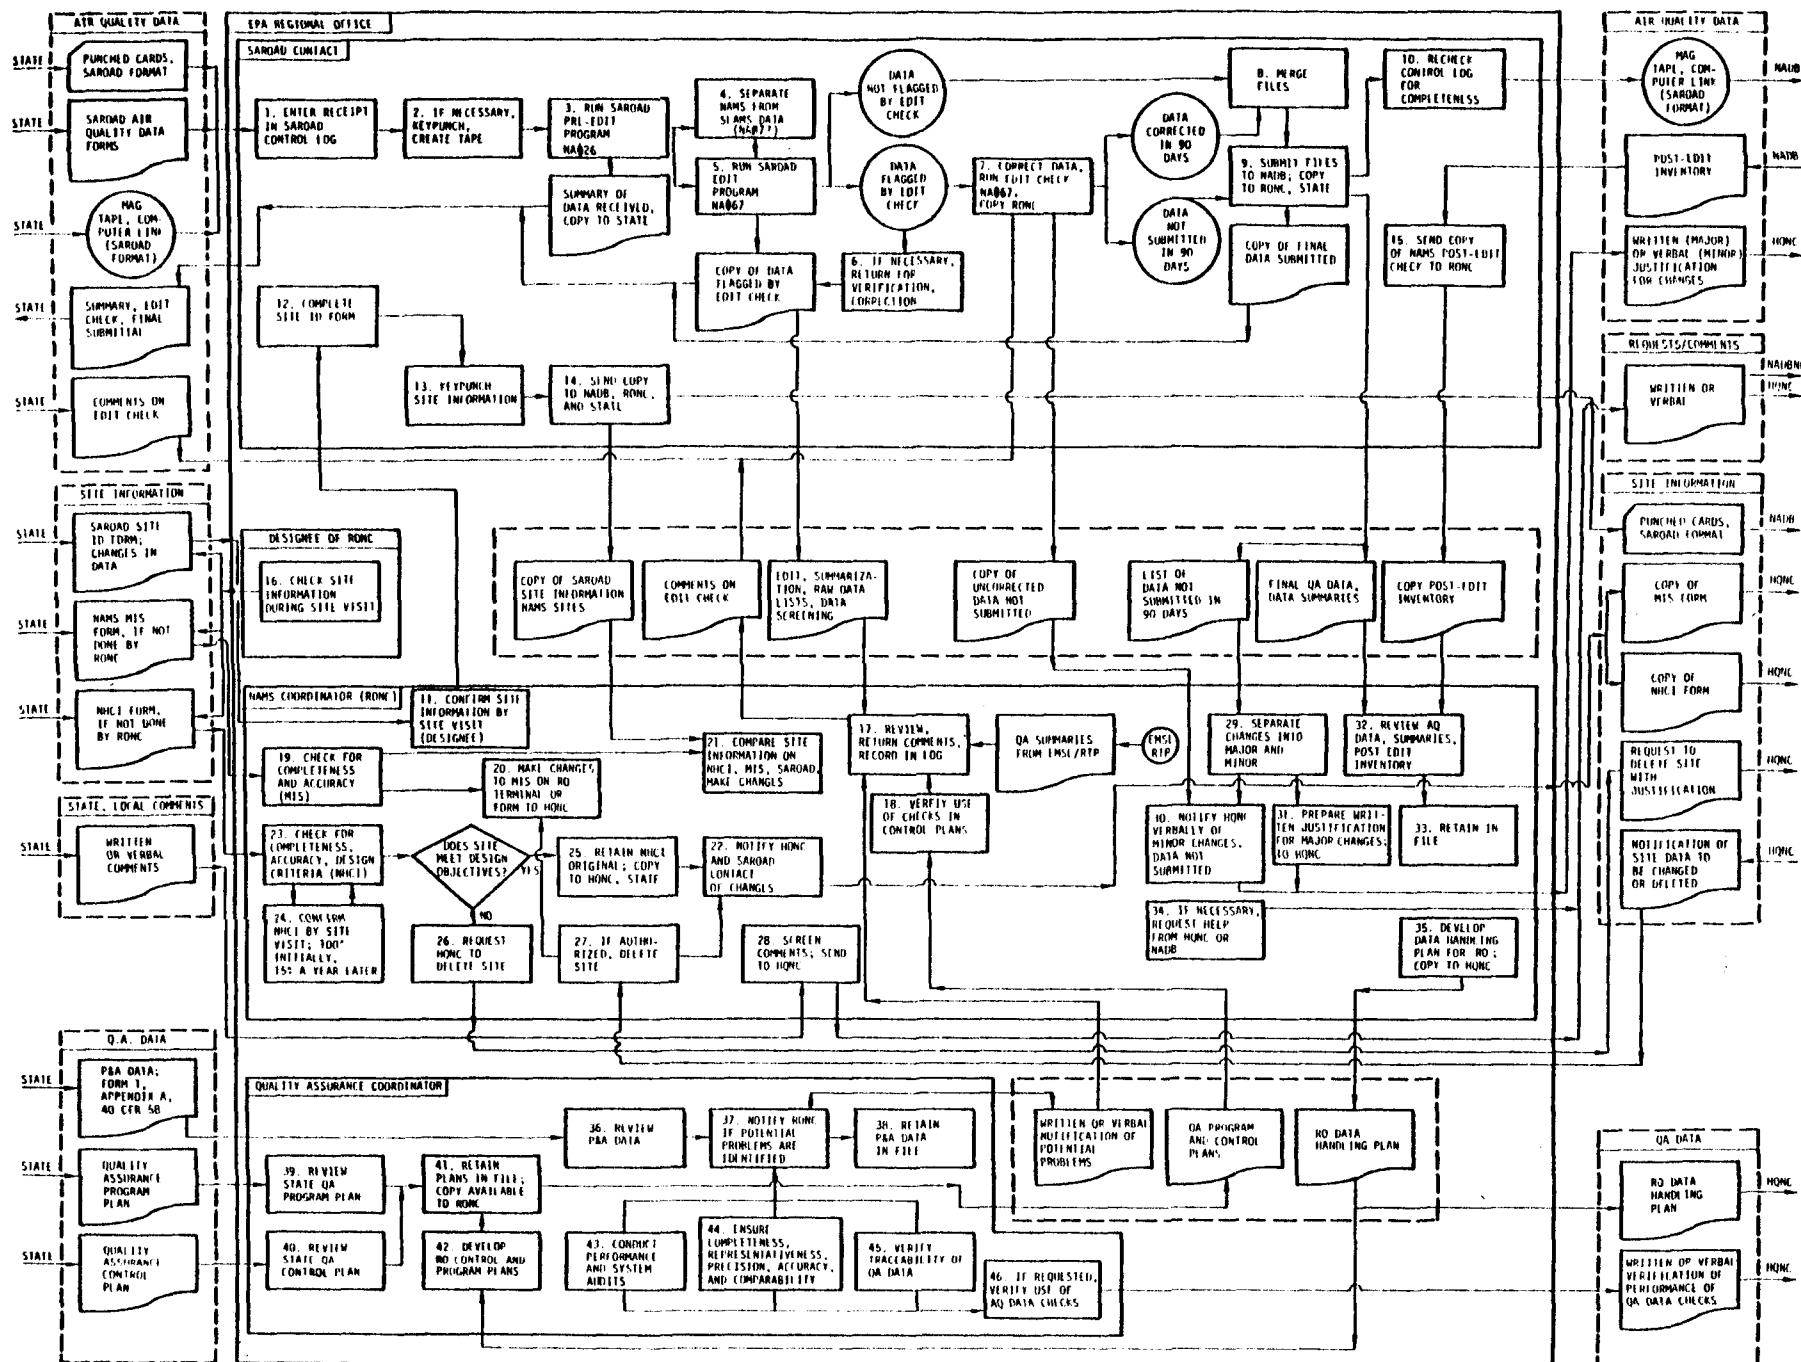 AIR QUALITY DATA
STATE
PUNCHED CARDS,
SAROAD FORMAT
STATE
SAROAD AIR
QUALITY DATA
FORMS
STATE
MAG
TAPE, COM-
PUTER LINK
(SAROAD
FORMAT)
STATE
SUMMARY, EDIT
CHECK, FINAL
SUBMITTAL
STATE
COMMENTS ON
EDIT CHECK
SITE INFORMATION
STATE
SAROAD SITE
ID FORM;
CHANGES IN
DATA
STATE
NAMS MIS
FORM, IF NOT
DONE BY
RONC
STATE
NHCI FORM,
IF NOT DONE
BY RONC
STATE, LOCAL COMMENTS
STATE
WRITTEN
OR VERBAL
COMMENTS
Q.A. DATA
STATE
P&A DATA;
FORM 1,
APPENDIX A,
40 CFR 58
STATE
QUALITY
ASSURANCE
PROGRAM
PLAN
STATE
QUALITY
ASSURANCE
CONTROL
PLAN
EPA REGIONAL OFFICE
SAROAD CONTACT
1. ENTER RECEIPT
IN SAROAD
CONTROL LOG
2. IF NECESSARY,
KEYPUNCH,
CREATE TAPE
3. RUN SAROAD
PRE-EDIT
PROGRAM
NA026
SUMMARY OF
DATA RECEIVED,
COPY TO STATE
4. SEPARATE
NAMS FROM
SLAMS DATA
5. RUN SAROAD
EDIT
PROGRAM
NA067
COPY OF DATA
FLAGGED BY
EDIT CHECK
DATA
NOT FLAGGED
BY EDIT
CHECK
DATA
FLAGGED
BY EDIT
CHECK
6. IF NECESSARY,
RETURN FOR
VERIFICATION,
CORRECTION
7. CORRECT DATA,
RUN EDIT CHECK
NA067,
COPY RONC
DATA
CORRECTED
IN 90
DAYS
DATA
NOT
SUBMITTED
IN 90
DAYS
8. MERGE
FILES
9. SUBMIT FILES
TO NADB; COPY
TO RONC, STATE
COPY OF FINAL
DATA SUBMITTED
10. RECHECK
CONTROL LOG
FOR
COMPLETENESS
15. SEND COPY
OF NAMS POST-EDIT
CHECK TO RONC
12. COMPLETE
SITE ID FORM
13. KEYPUNCH
SITE INFORMATION
14. SEND COPY
TO NADB, RONC,
AND STATE
DESIGNEE OF RONC
16. CHECK SITE
INFORMATION
DURING SITE VISIT
COPY OF SAROAD
SITE INFORMATION
NAMS SITES
COMMENTS ON
EDIT CHECK
EDIT, SUMMARIZA-
TION, RAW DATA
LISTS, DATA
SCREENING
COPY OF
UNCORRECTED
DATA NOT
SUBMITTED
LIST OF
DATA NOT
SUBMITTED IN
90 DAYS
FINAL QA DATA,
DATA SUMMARIES
COPY POST-EDIT
INVENTORY
NAMS COORDINATOR (RONC)
11. CONFIRM SITE
INFORMATION BY
SITE VISIT
(DESIGNEE)
19. CHECK FOR
COMPLETENESS
AND ACCURACY
(MIS)
20. MAKE CHANGES
TO MIS ON RO
TERMINAL OR
FORM TO HQNC
21. COMPARE SITE
INFORMATION ON
NHCI, MIS, SAROAD,
MAKE CHANGES
17. REVIEW,
RETURN COMMENTS,
RECORD IN LOG
QA SUMMARIES
FROM EMSL/RTP
EMSL
RTP
29. SEPARATE
CHANGES INTO
MAJOR AND
MINOR
32. REVIEW AQ
DATA, SUMMARIES,
POST EDIT
INVENTORY
18. VERIFY USE
OF CHECKS IN
CONTROL PLANS
30. NOTIFY HQNC
VERBALLY OF
MINOR CHANGES,
DATA NOT
SUBMITTED
31. PREPARE WRIT-
TEN JUSTIFICATION
FOR MAJOR CHANGES;
TO HQNC
33. RETAIN IN
FILE
23. CHECK FOR
COMPLETENESS,
ACCURACY, DESIGN
CRITERIA (NHCI)
DOES SITE
MEET DESIGN
OBJECTIVES?
YES
NO
25. RETAIN NHCI
ORIGINAL; COPY
TO HQNC, STATE
22. NOTIFY HQNC
AND SAROAD
CONTACT
OF CHANGES
24. CONFIRM
NHCI BY SITE
VISIT; 100%
INITIALLY,
15% A YEAR LATER
26. REQUEST
HQNC TO
DELETE SITE
27. IF AUTHO-
RIZED, DELETE
SITE
28. SCREEN
COMMENTS; SEND
TO HQNC
34. IF NECESSARY,
REQUEST HELP
FROM HQNC OR
NADB
35. DEVELOP
DATA HANDLING
PLAN FOR RO;
COPY TO HQNC
QUALITY ASSURANCE COORDINATOR
36. REVIEW
P&A DATA
37. NOTIFY RONC
IF POTENTIAL
PROBLEMS ARE
IDENTIFIED
38. RETAIN
P&A DATA
IN FILE
39. REVIEW
STATE QA
PROGRAM PLAN
41. RETAIN
PLANS IN FILE;
COPY AVAILABLE
TO RONC
40. REVIEW
STATE QA
CONTROL PLAN
42. DEVELOP
RO CONTROL AND
PROGRAM PLANS
43. CONDUCT
PERFORMANCE
AND SYSTEM
AUDITS
44. ENSURE
COMPLETENESS,
REPRESENTATIVENESS,
PRECISION, ACCURACY,
AND COMPARABILITY
45. VERIFY
TRACEABILITY OF
QA DATA
46. IF REQUESTED,
VERIFY USE OF
AQ DATA CHECKS
WRITTEN OR VERBAL
NOTIFICATION OF
POTENTIAL
PROBLEMS
QA PROGRAM
AND CONTROL
PLANS
RO DATA
HANDLING PLAN
AIR QUALITY DATA
MAG
TAPE, COM-
PUTER LINK
(SAROAD
FORMAT)
NADB
POST-EDIT
INVENTORY
NADB
WRITTEN (MAJOR)
OR VERBAL (MINOR)
JUSTIFICATION
FOR CHANGES
HQNC
REQUESTS/COMMENTS
WRITTEN OR
VERBAL
HQNC
SITE INFORMATION
PUNCHED CARDS,
SAROAD FORMAT
NADB
COPY OF
MIS FORM
HQNC
COPY OF
NHCI FORM
HQNC
REQUEST TO
DELETE SITE
WITH
JUSTIFICATION
HQNC
NOTIFICATION OF
SITE DATA TO
BE CHANGED
OR DELETED
HQNC
QA DATA
RO DATA
HANDLING
PLAN
HQNC
WRITTEN OR VERBAL
VERIFICATION OF
PERFORMANCE OF
QA DATA CHECKS
HQNC